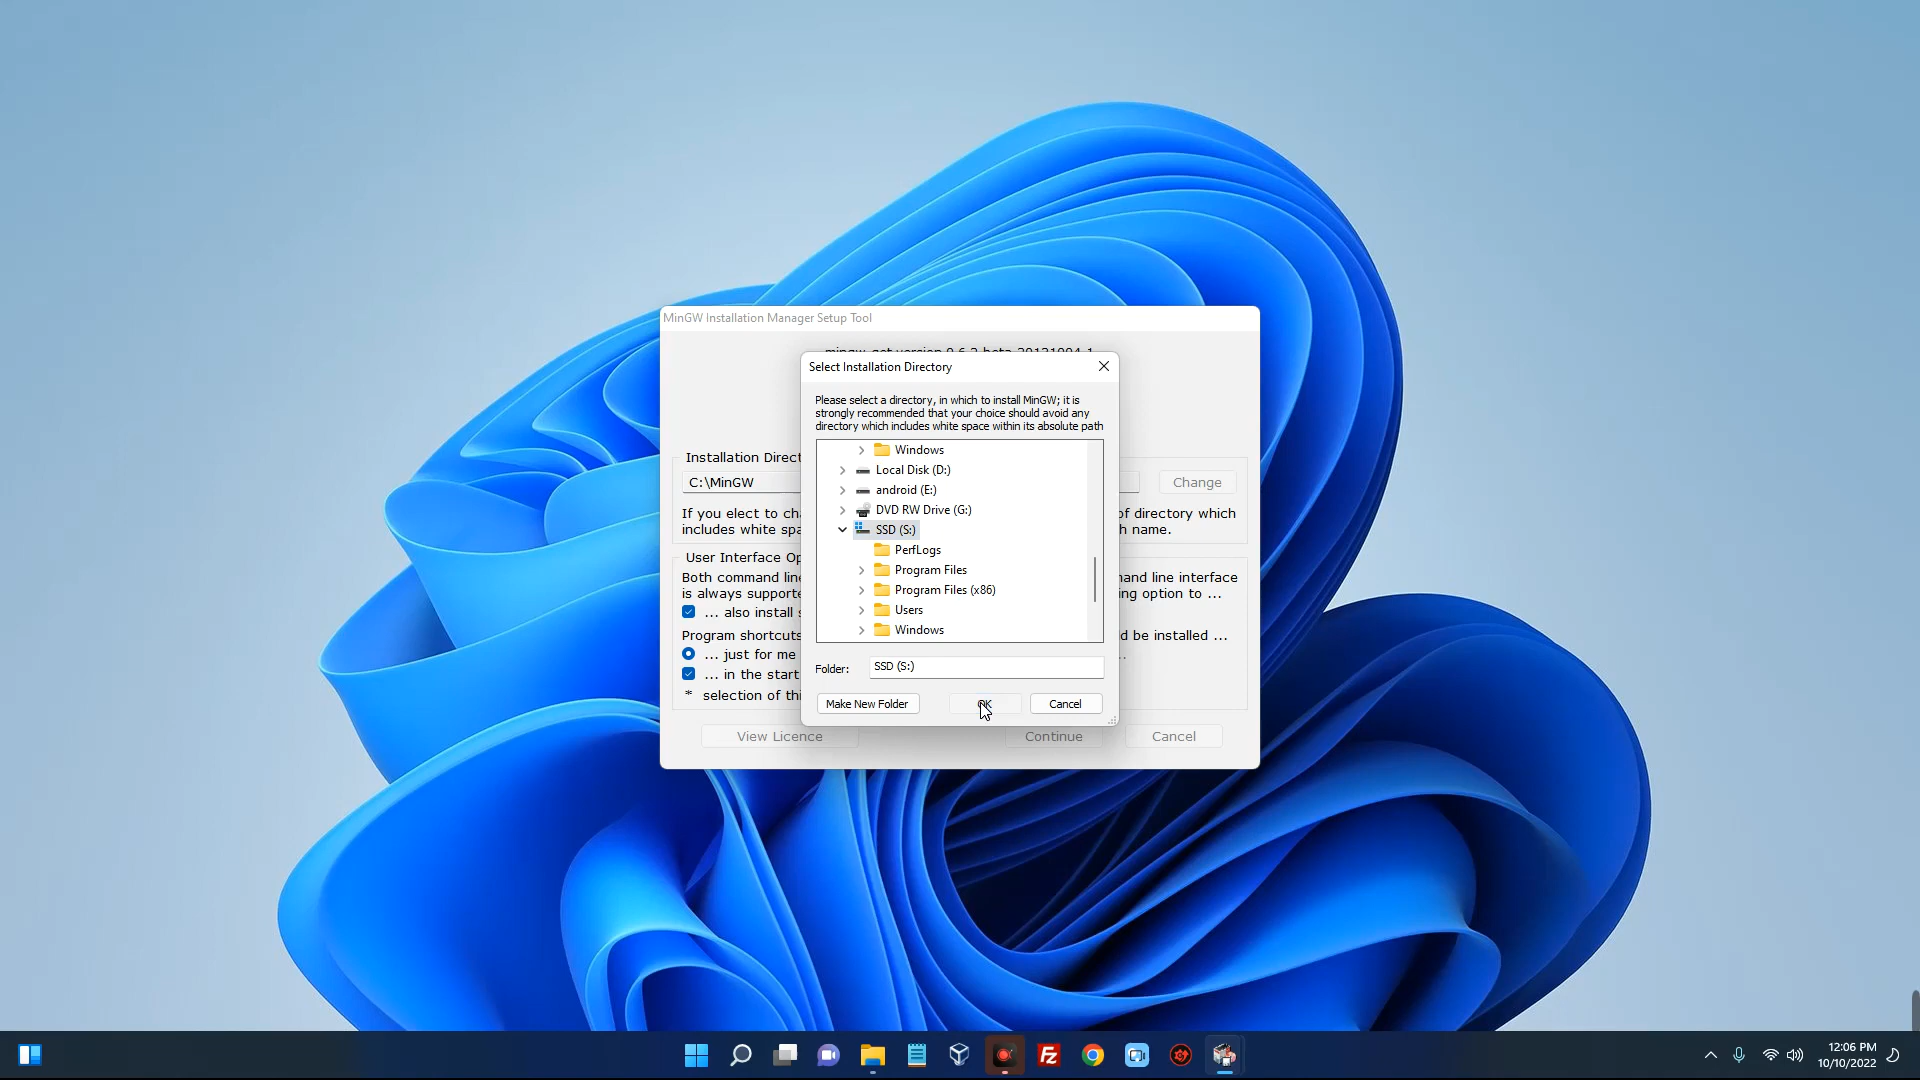 MinGW Installation Manager Setup Tool
Select Installation Directory
Please select a directory, in which to install MinGW; it is
strongly recommended that your choice should avoid any
directory which includes white space within its absolute path
Windows
Local Disk (D:)
android (E:)
DVD RW Drive (G:)
SSD (S:)
PerfLogs
Program Files
Program Files (x86)
Users
Windows
Folder: SSD (S:)
Make New Folder OK Cancel
Installation Direct
C:\MinGW Change
If you elect to ch of directory which
includes white spa h name.
User Interface Op
Both command lin and line interface
is always supporte ing option to ...
... also install s
Program shortcuts d be installed ...
... just for me
... in the start
* selection of thi
View Licence Continue Cancel
12:06 PM
10/10/2022